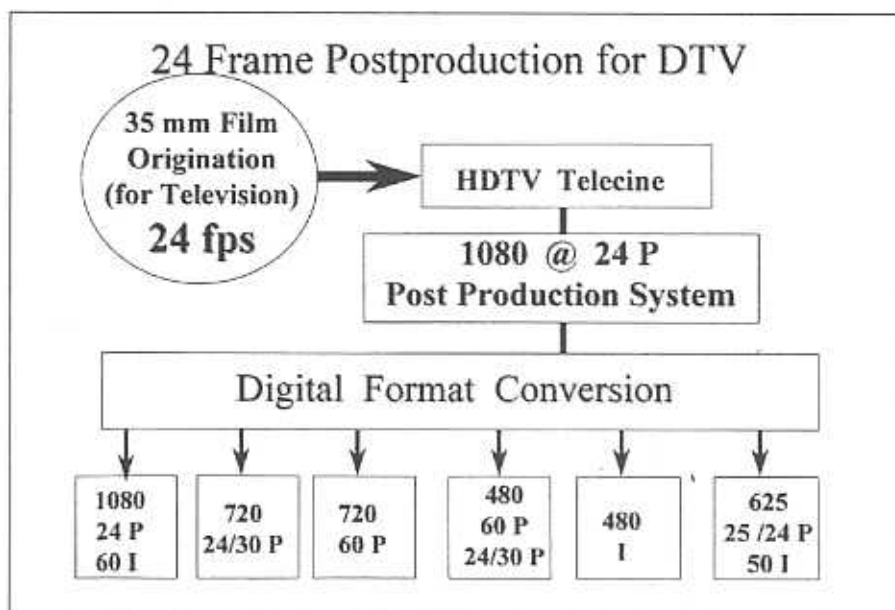 24 Frame Postproduction for DTV
35 mm Film
Origination
(for Television)
24 fps
HDTV Telecine
1080 @ 24 P
Post Production System
Digital Format Conversion
1080
24 P
60 I
720
24/30 P
720
60 P
480
60 P
24/30 P
480
I
625
25 /24 P
50 I